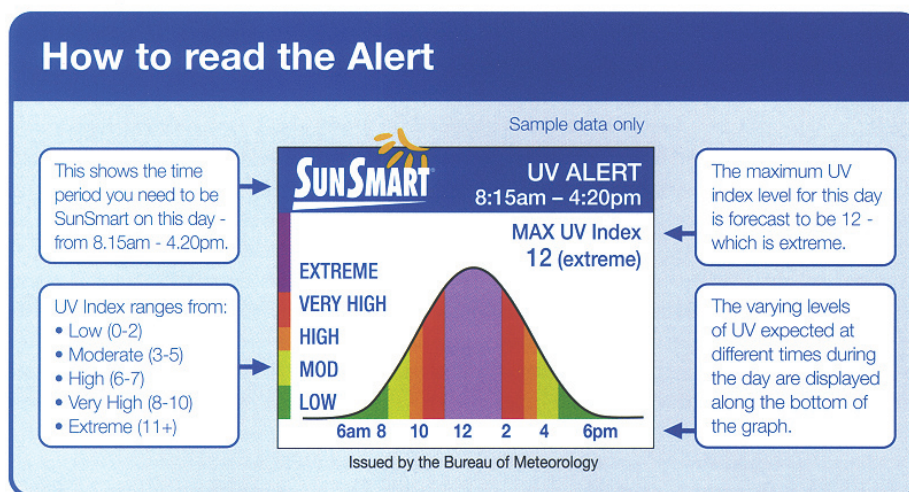 How to read the Alert
Sample data only
This shows the time
period you need to be
SunSmart on this day -
from 8.15am - 4.20pm.
UV Index ranges from:
• Low (0-2)
• Moderate (3-5)
• High (6-7)
• Very High (8-10)
• Extreme (11+)
SUNSMART
UV ALERT
8:15am – 4:20pm
MAX UV Index
12 (extreme)
EXTREME
VERY HIGH
HIGH
MOD
LOW
6am 8 10 12 2 4 6pm
Issued by the Bureau of Meteorology
The maximum UV
index level for this day
is forecast to be 12 -
which is extreme.
The varying levels
of UV expected at
different times during
the day are displayed
along the bottom of
the graph.